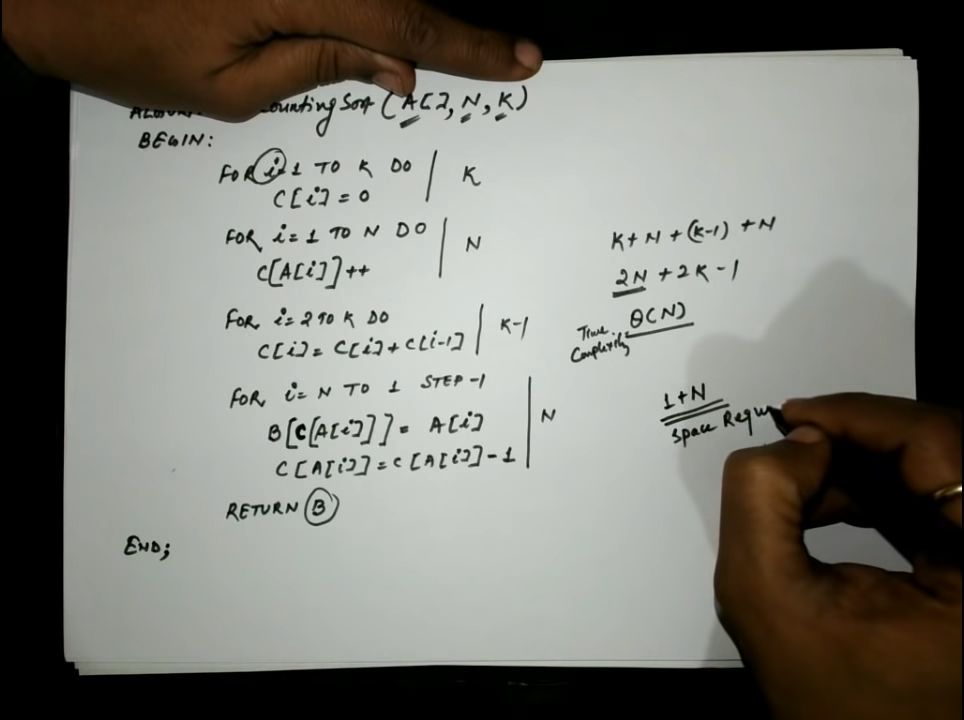 Counting Sort (A[], N, K)
BEGIN:
FOR i=1 TO K DO | K
C[i] = 0
FOR i=1 TO N DO | N
C[A[i]]++
FOR i=2 TO K DO | K-1
C[i] = C[i] + C[i-1]
FOR i= N TO 1 STEP -1
B[C[A[i]]] = A[i] | N
C[A[i]] = C[A[i]] - 1
RETURN B
END;
K + N + (K-1) + N
2N + 2K - 1
Time Complexity θ(N)
1+N
Space